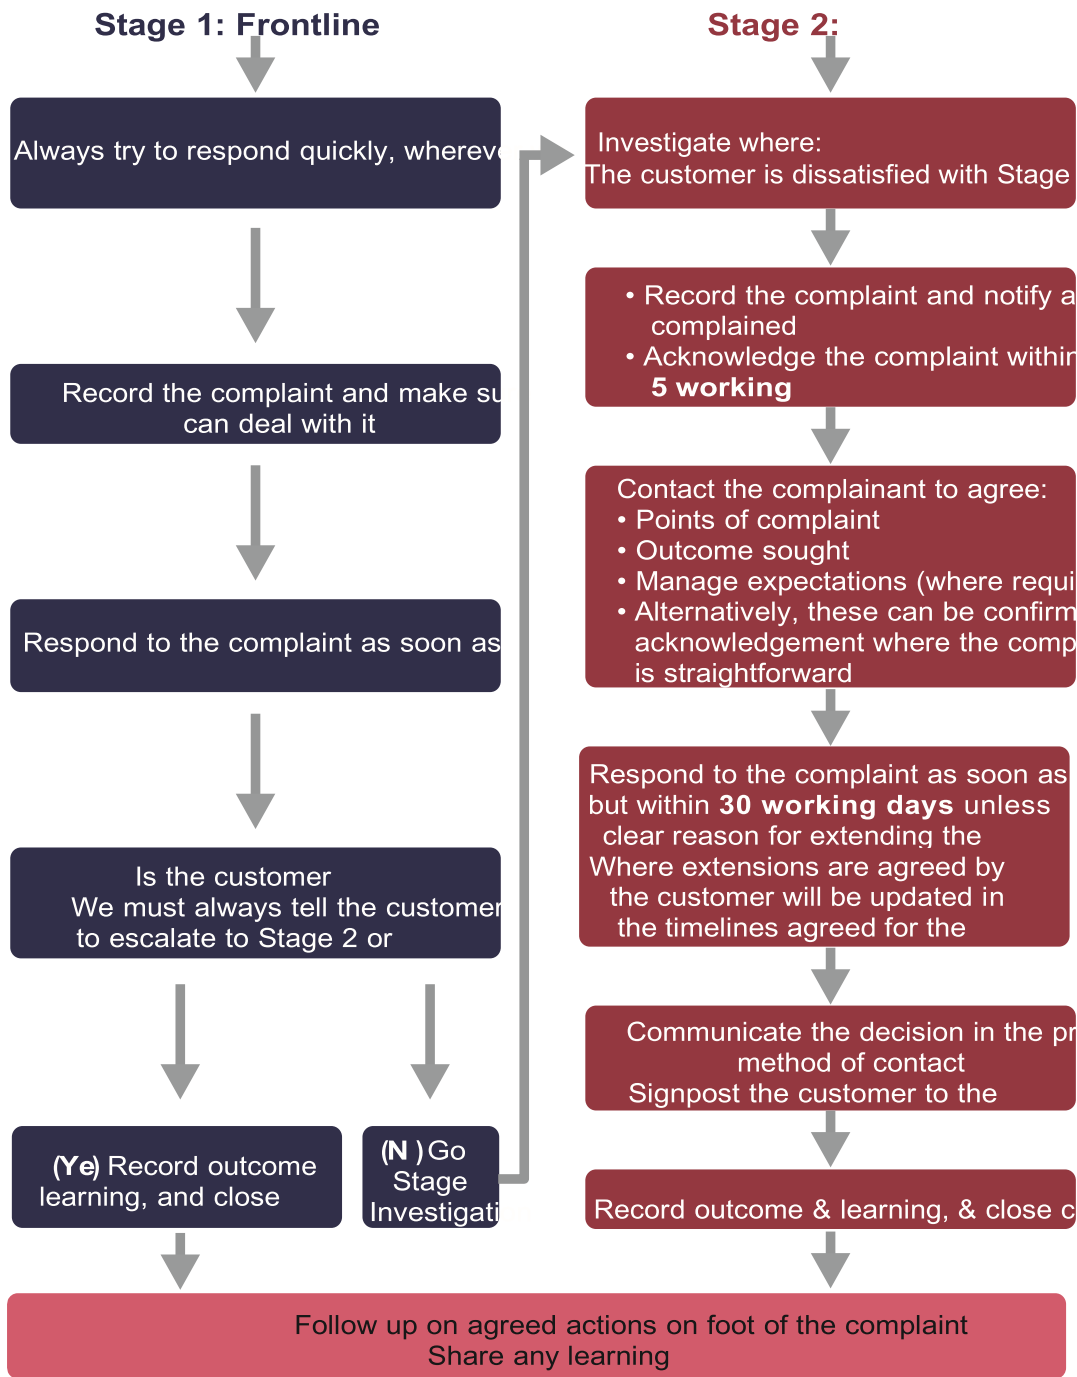 Stage 1: Frontline
Always try to respond quickly, whereve
Record the complaint and make su
can deal with it
Respond to the complaint as soon as
Is the customer
We must always tell the customer
to escalate to Stage 2 or
(Ye) Record outcome
learning, and close
(N ) Go
Stage
Investigati
Stage 2:
Investigate where:
The customer is dissatisfied with Stage
• Record the complaint and notify a
complained
• Acknowledge the complaint within
5 working
Contact the complainant to agree:
• Points of complaint
• Outcome sought
• Manage expectations (where requi
• Alternatively, these can be confirm
acknowledgement where the comp
is straightforward
Respond to the complaint as soon as
but within 30 working days unless
clear reason for extending the
Where extensions are agreed by
the customer will be updated in
the timelines agreed for the
Communicate the decision in the pr
method of contact
Signpost the customer to the
Record outcome & learning, & close c
Follow up on agreed actions on foot of the complaint
Share any learning